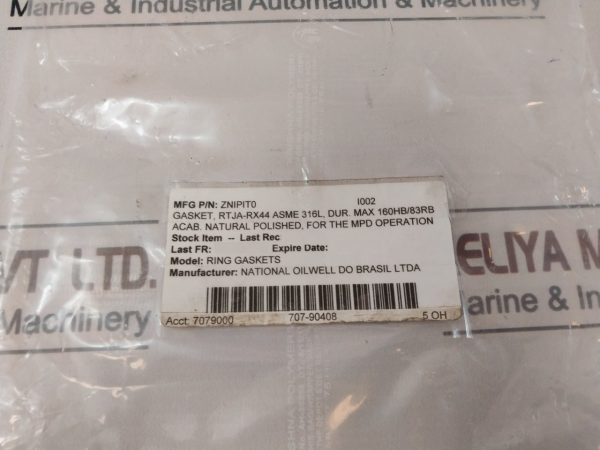 Marine & Industrial Automation & Machinery
MFG P/N: ZNIPIT0 I002
GASKET, RTJA-RX44 ASME 316L, DUR. MAX 160HB/83RB
ACAB. NATURAL POLISHED, FOR THE MPD OPERATION
Stock Item -- Last Rec
Last FR: Expire Date:
Model: RING GASKETS
Manufacturer: NATIONAL OILWELL DO BRASIL LTDA
Acct: 7079000 707-90408 5 OH
VT LTD.
Machinery
ELIYA M
arine & In